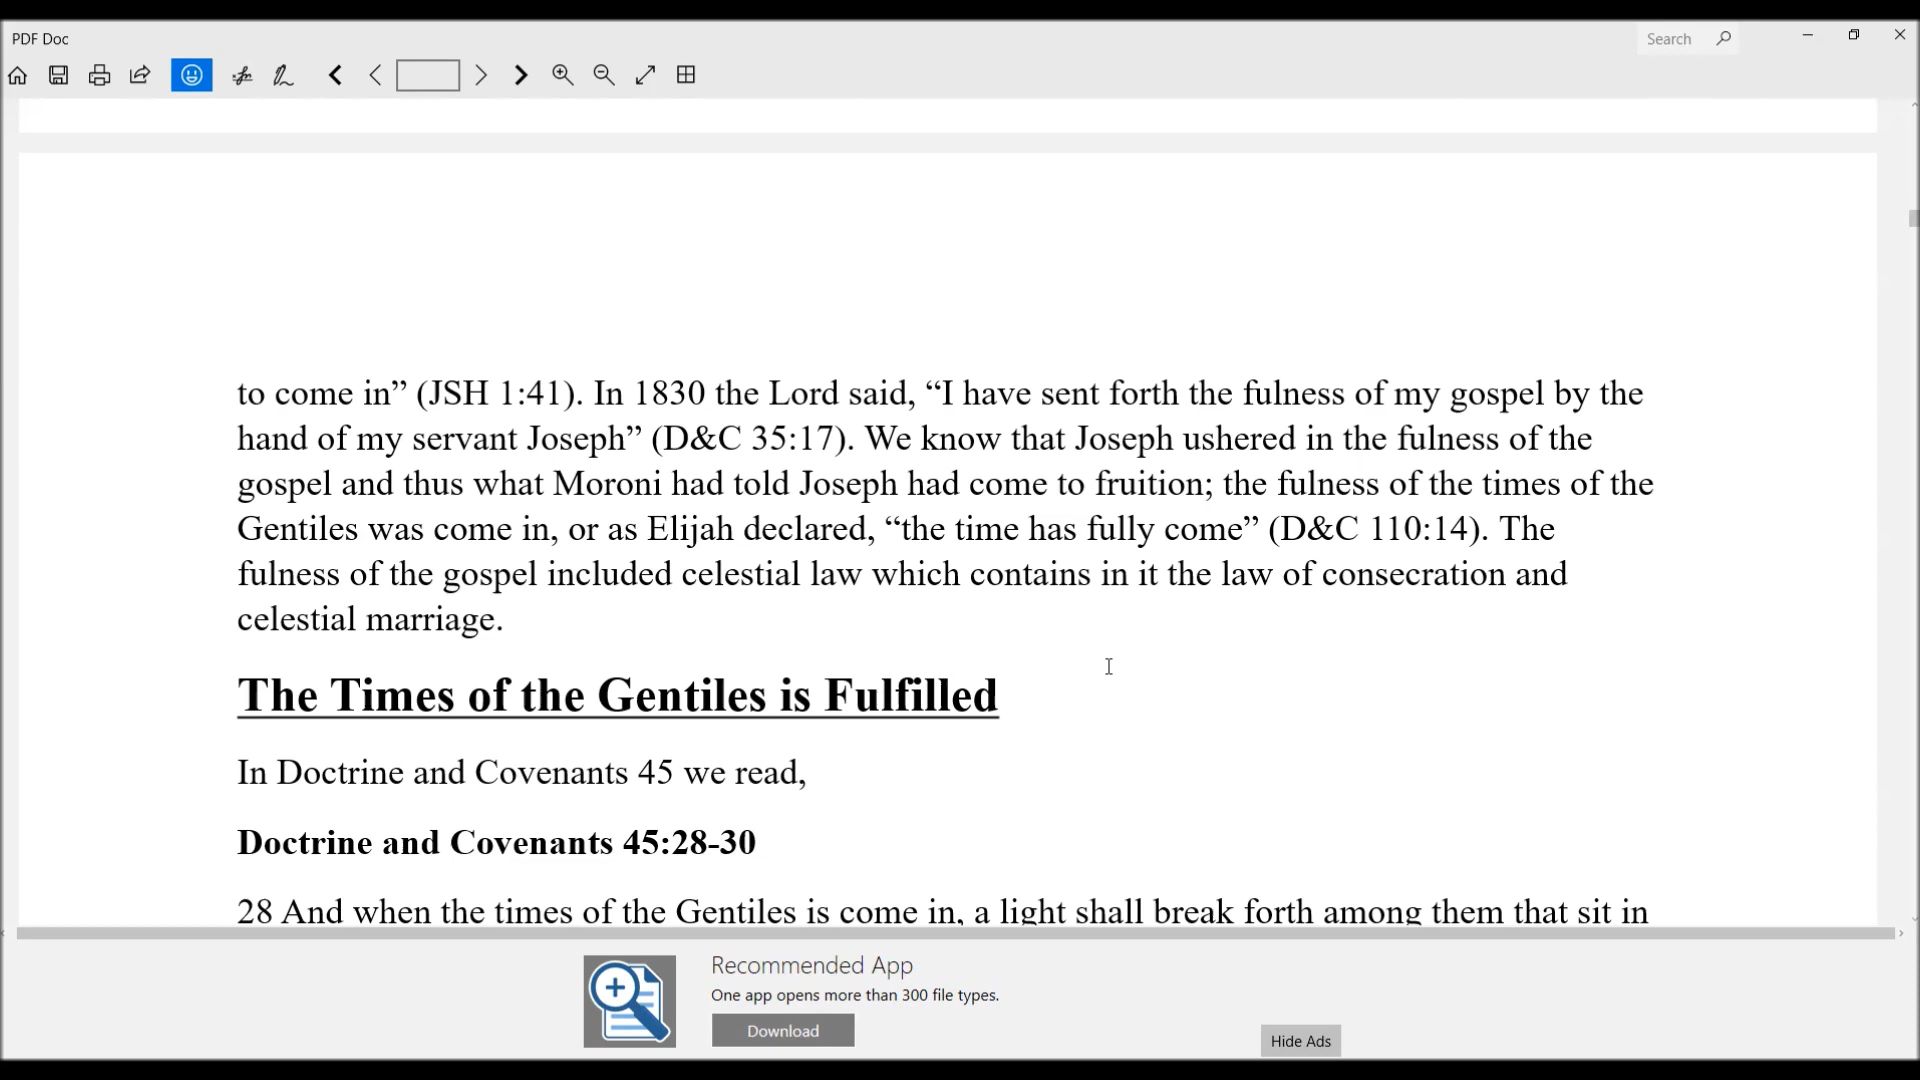 PDF Doc
Search
to come in” (JSH 1:41). In 1830 the Lord said, “I have sent forth the fulness of my gospel by the
hand of my servant Joseph” (D&C 35:17). We know that Joseph ushered in the fulness of the
gospel and thus what Moroni had told Joseph had come to fruition; the fulness of the times of the
Gentiles was come in, or as Elijah declared, “the time has fully come” (D&C 110:14). The
fulness of the gospel included celestial law which contains in it the law of consecration and
celestial marriage.
The Times of the Gentiles is Fulfilled
In Doctrine and Covenants 45 we read,
Doctrine and Covenants 45:28-30
28 And when the times of the Gentiles is come in, a light shall break forth among them that sit in
Recommended App
One app opens more than 300 file types.
Download
Hide Ads